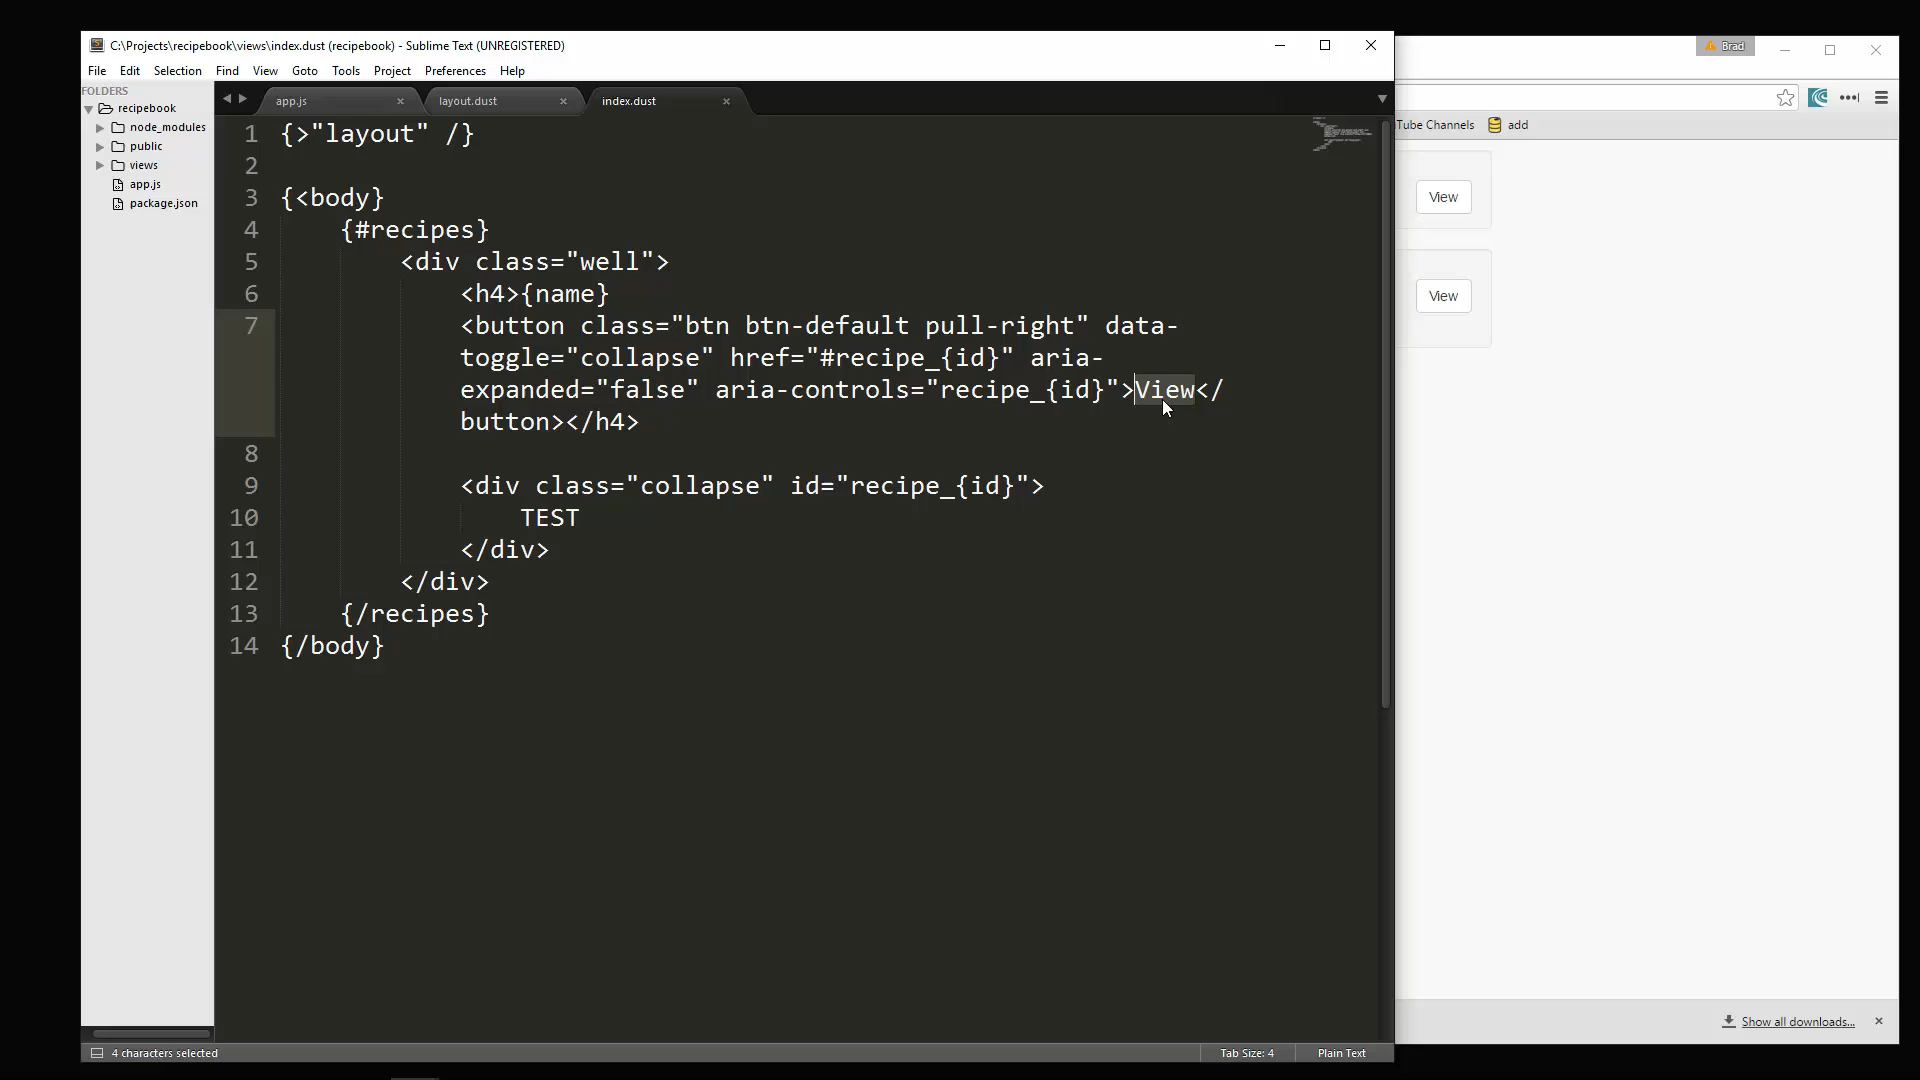 C:\Projects\recipebook\views\index.dust (recipebook) - Sublime Text (UNREGISTERED)
File Edit Selection Find View Goto Tools Project Preferences Help
FOLDERS
recipebook
node_modules
public
views
app.js
package.json
app.js layout.dust index.dust
1 {>"layout" /}
2
3 {<body}
4 {#recipes}
5 <div class="well">
6 <h4>{name}
7 <button class="btn btn-default pull-right" data-
toggle="collapse" href="#recipe_{id}" aria-
expanded="false" aria-controls="recipe_{id}">View</
button></h4>
8
9 <div class="collapse" id="recipe_{id}">
10 TEST
11 </div>
12 </div>
13 {/recipes}
14 {/body}
4 characters selected
Tab Size: 4
Plain Text
Brad
Tube Channels
add
View
View
Show all downloads...